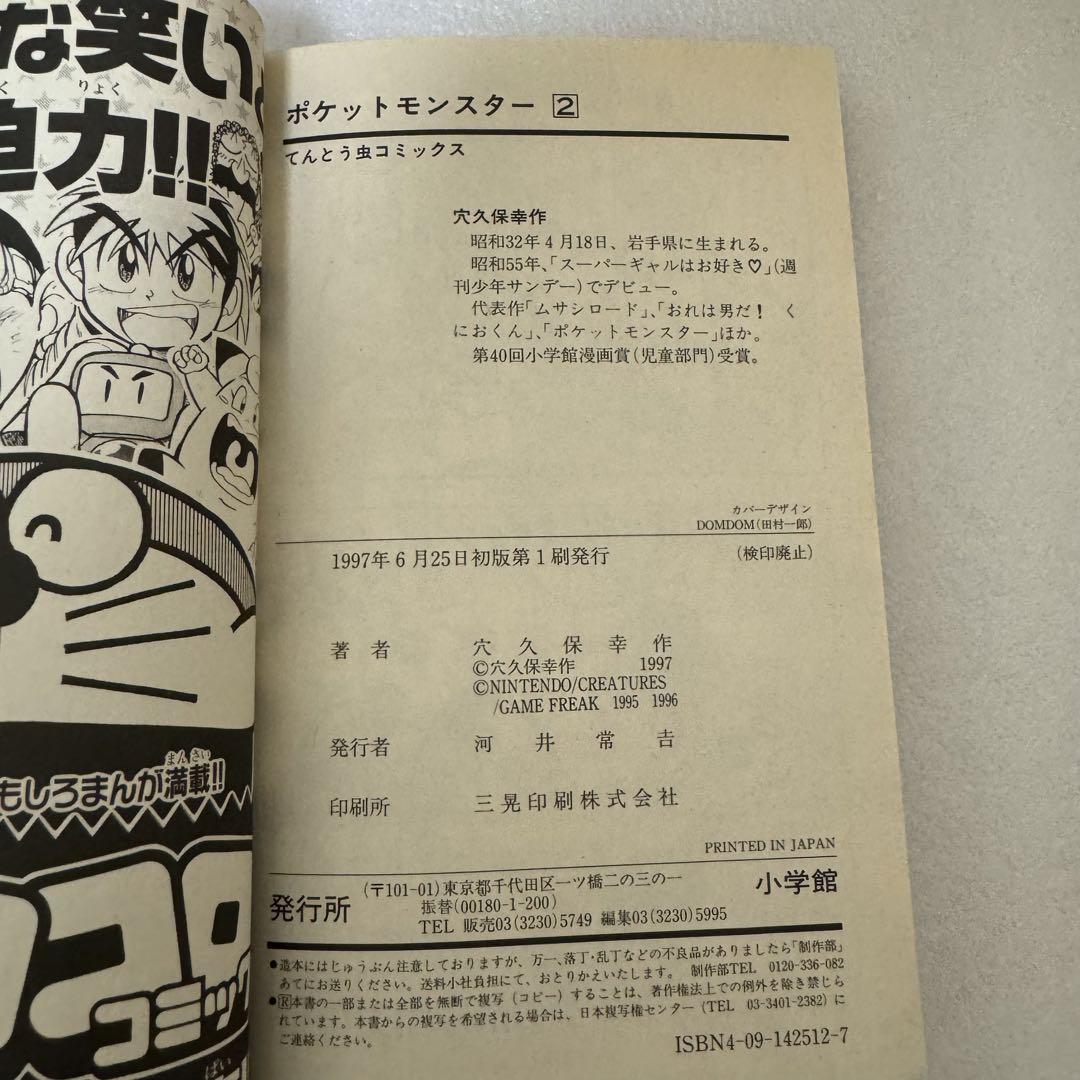 な笑い
りょく
迫力!!
まんさい
もしろまんが満載!!
コロ
コミック
ポケットモンスター 2
てんとう虫コミックス
穴久保幸作
昭和32年4月18日、岩手県に生まれる。
昭和55年、「スーパーギャルはお好き♡」(週
刊少年サンデー)でデビュー。
代表作「ムサシロード」、「おれは男だ! く
におくん」、「ポケットモンスター」ほか。
第40回小学館漫画賞(児童部門)受賞。
カバーデザイン
DOMDOM(田村一郎)
1997年6月25日初版第1刷発行 (検印廃止)
著者 穴久保幸作
©穴久保幸作 1997
©NINTENDO/CREATURES
/GAME FREAK 1995 1996
発行者 河井常吉
印刷所 三晃印刷株式会社
PRINTED IN JAPAN
発行所 (〒101-01)東京都千代田区一ツ橋二の三の一 小学館
振替(00180-1-200)
TEL 販売03(3230)5749 編集03(3230)5995
●造本にはじゅうぶん注意しておりますが、万一、落丁・乱丁などの不良品がありましたら「制作部」
あてにお送りください。送料小社負担にて、おとりかえいたします。 制作部TEL 0120-336-082
●Ⓡ本書の一部または全部を無断で複写(コピー)することは、著作権法上での例外を除き禁じら
れています。本書からの複写を希望される場合は、日本複写権センター(TEL 03-3401-2382)に
ご連絡ください。
ISBN4-09-142512-7